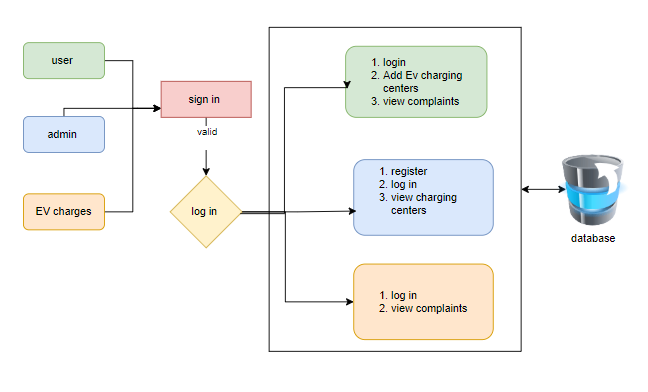 user
admin
EV charges
sign in
valid
log in
1. login
2. Add Ev charging
centers
3. view complaints
1. register
2. log in
3. view charging
centers
1. log in
2. view complaints
database